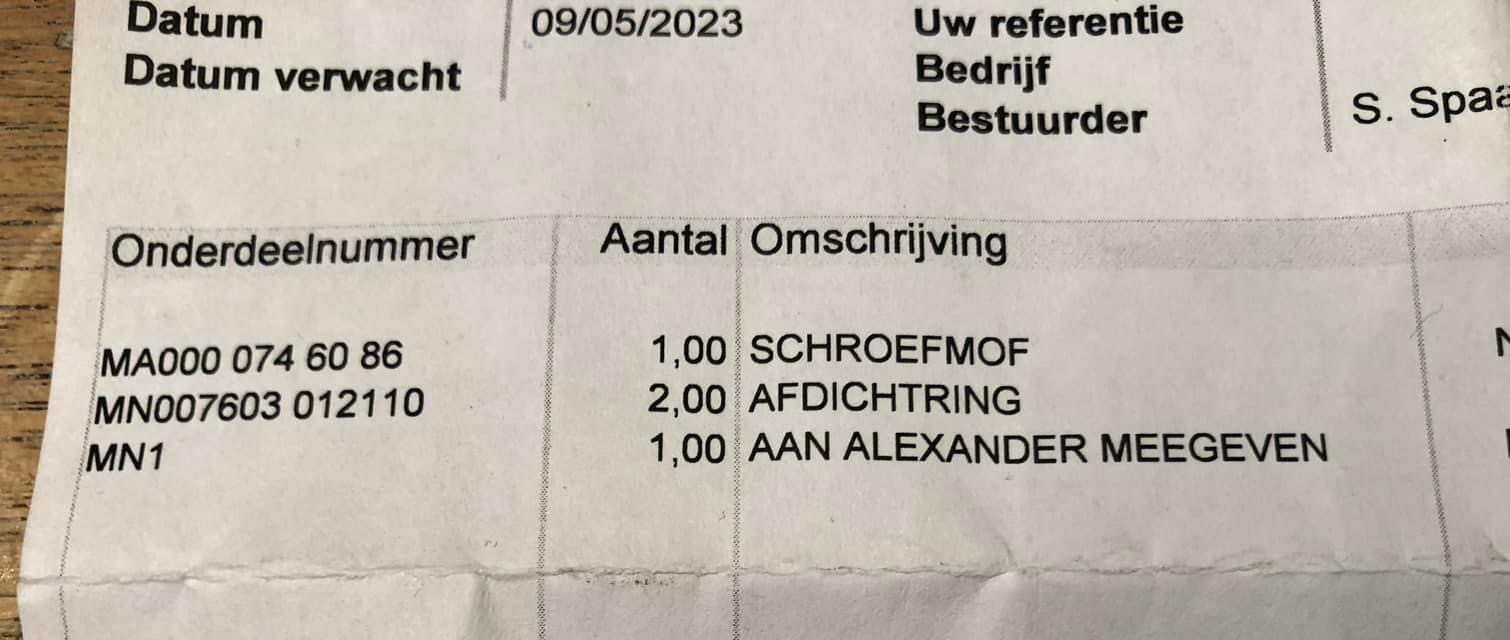 Datum 09/05/2023 Uw referentie
Datum verwacht Bedrijf
Bestuurder S.
Onderdeelnummer Aantal Omschrijving
MA000 074 60 86 1,00 SCHROEFMOF
MN007603 012110 2,00 AFDICHTRING
MN1 1,00 AAN ALEXANDER MEEGEVEN